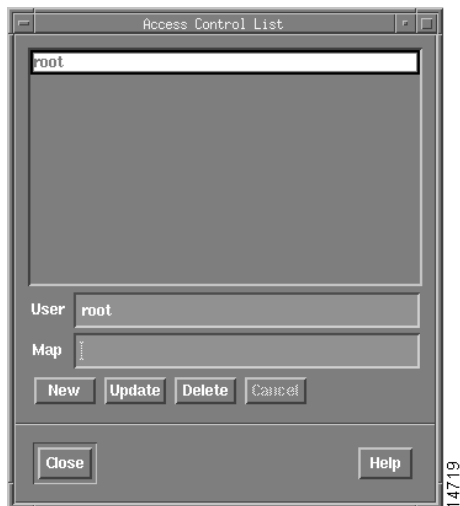 Access Control List
root
User root
Map
New Update Delete Cancel
Close Help
14719